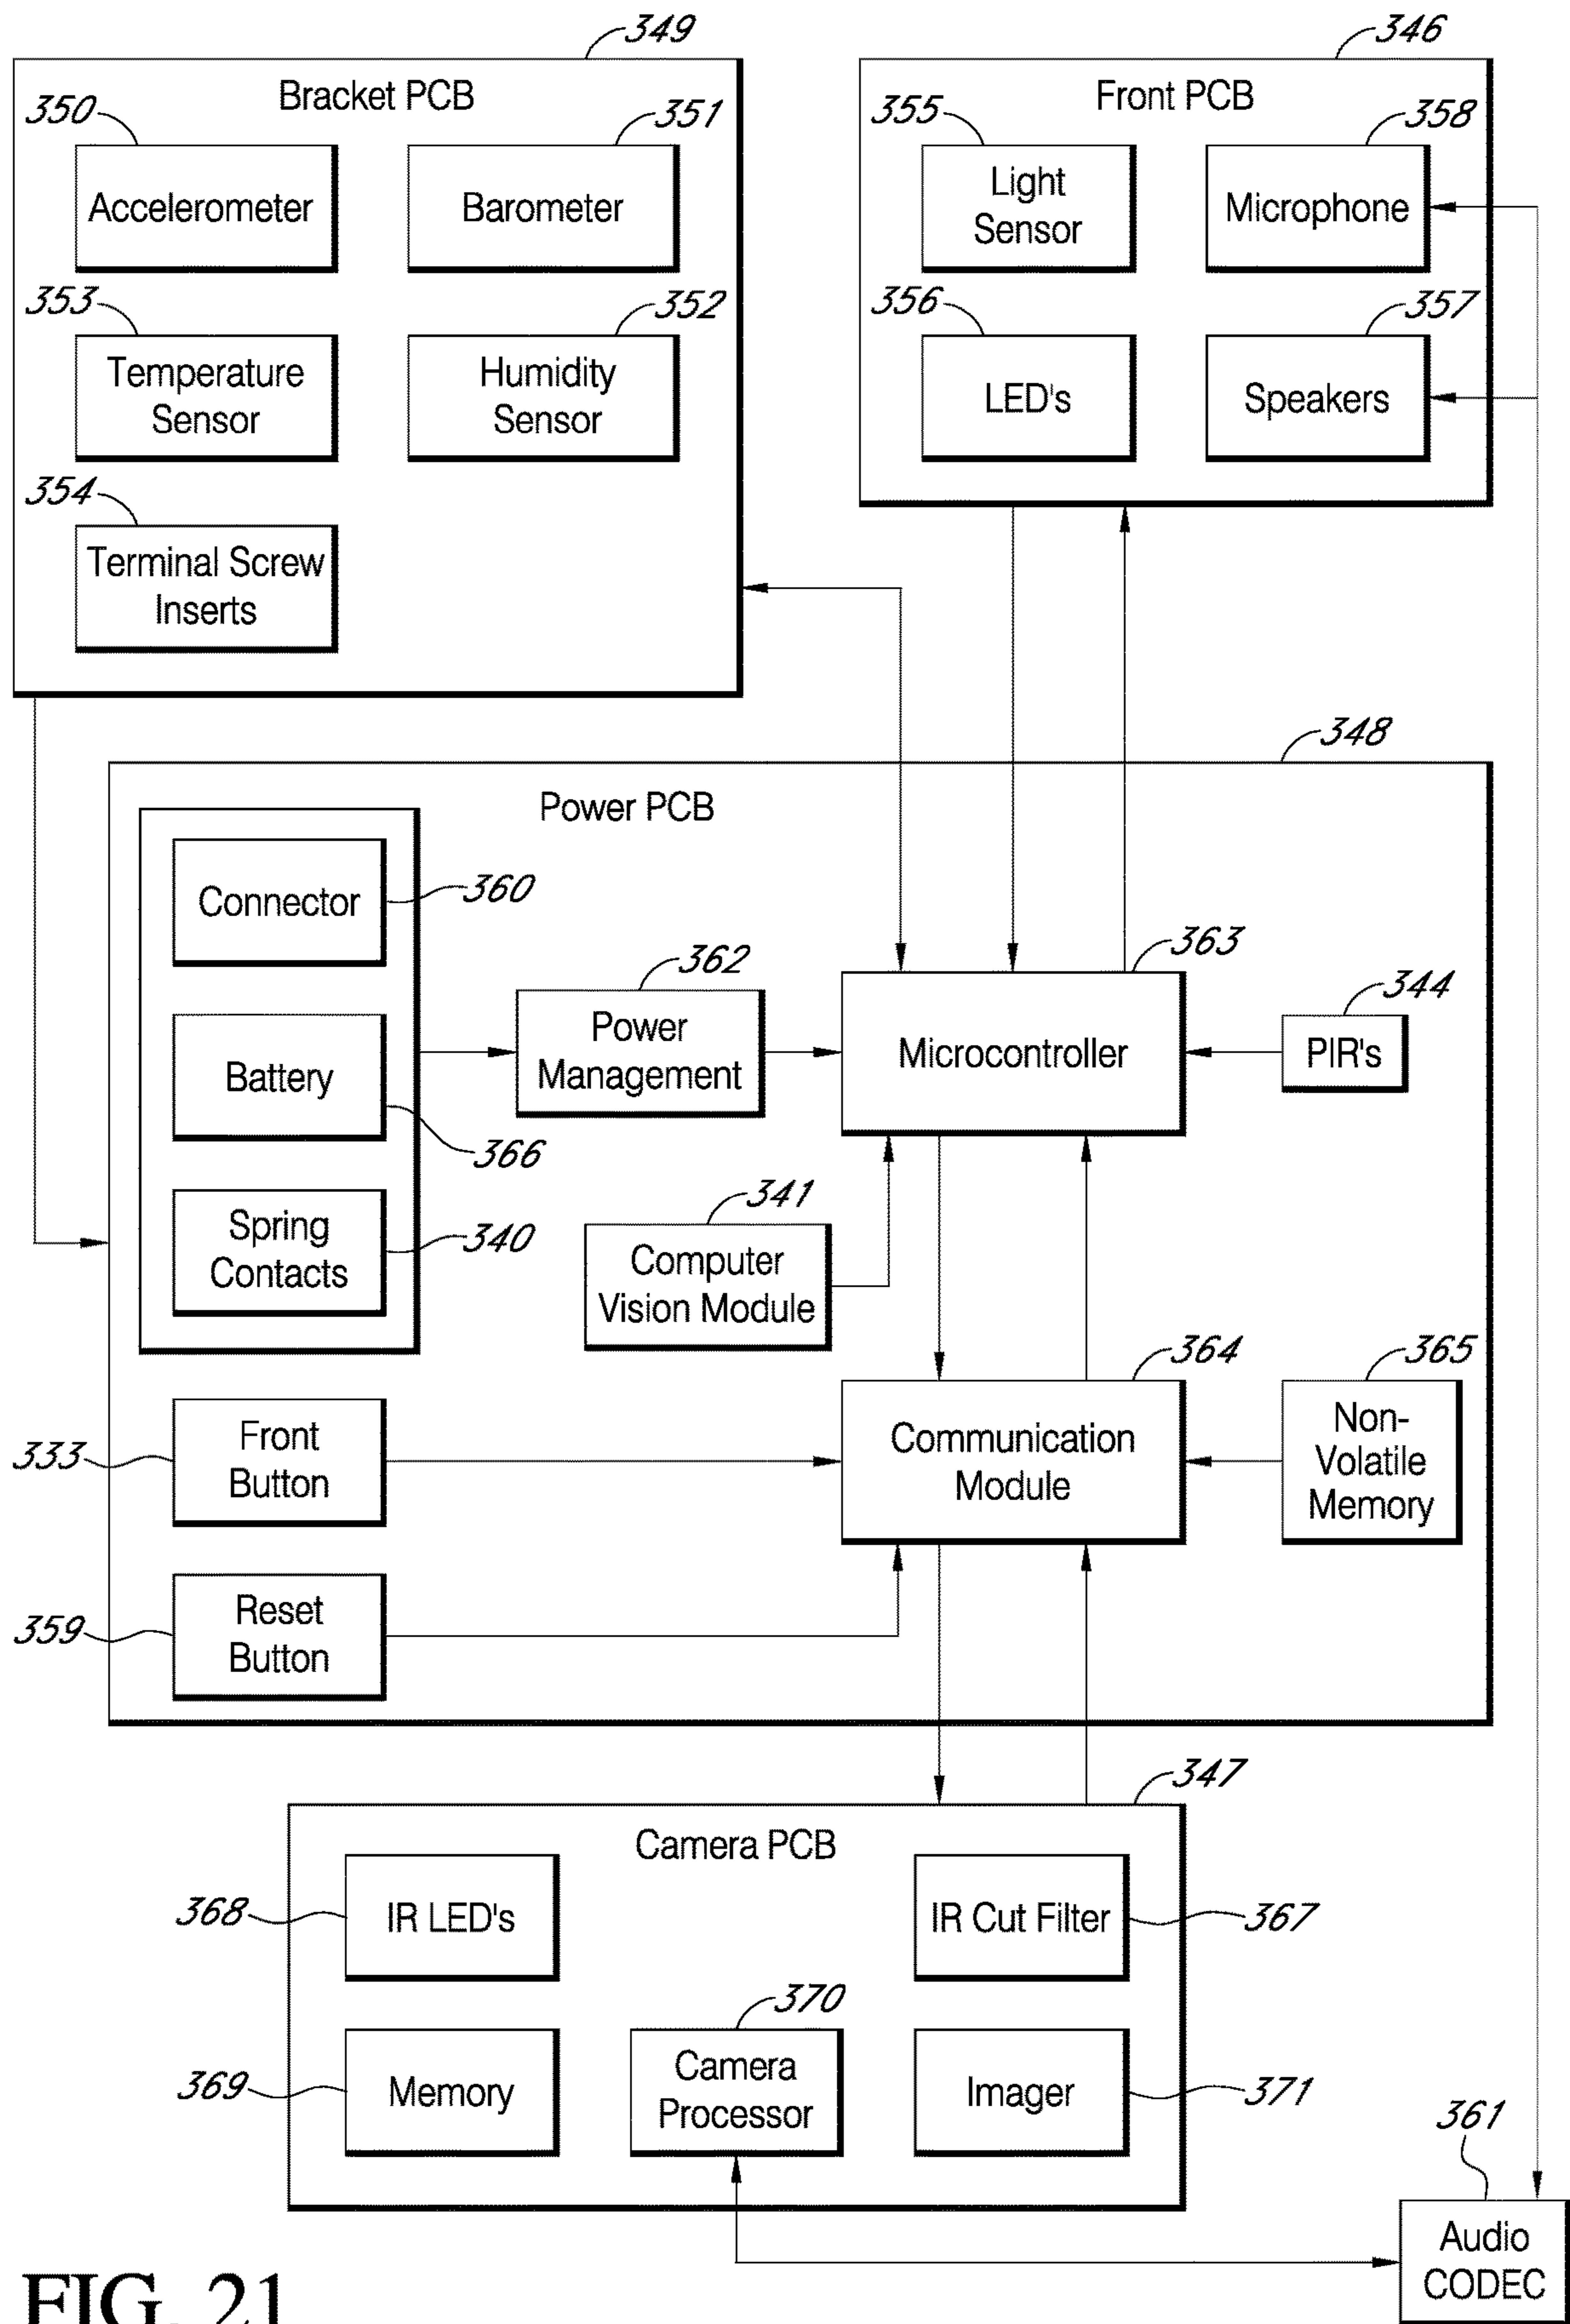 349
346
Bracket PCB
Front PCB
350
351
355
358
Accelerometer
Barometer
Light
Sensor
Microphone
353
352
356
357
Temperature
Sensor
Humidity
Sensor
LED's
Speakers
354
Terminal Screw
Inserts
348
Power PCB
Connector
360
362
363
344
Power
Management
Microcontroller
PIR's
Battery
366
341
Spring
Contacts
340
Computer
Vision Module
364
365
333
Front
Button
Communication
Module
Non-
Volatile
Memory
359
Reset
Button
347
Camera PCB
368
IR LED's
IR Cut Filter
367
370
369
Memory
Camera
Processor
Imager
371
361
Audio
CODEC
FIG. 21